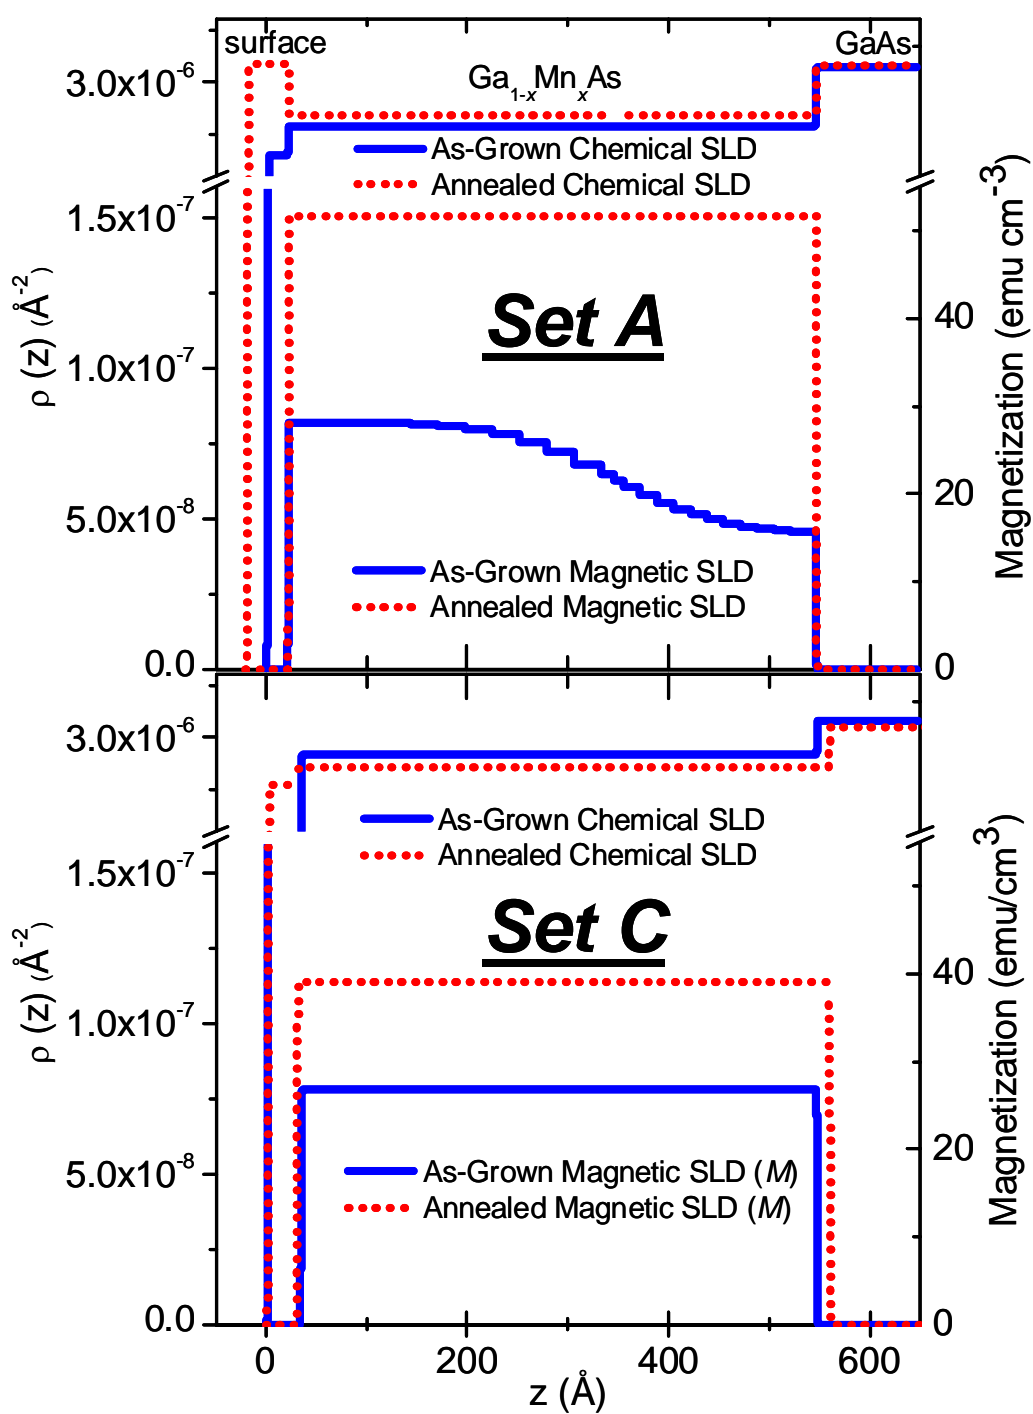 surface
GaAs
Ga1-xMnxAs
3.0x10-6
As-Grown Chemical SLD
Annealed Chemical SLD
1.5x10-7
Set A
40
1.0x10-7
ρ (z) (Å-2)
Magnetization (emu cm-3)
20
5.0x10-8
As-Grown Magnetic SLD
Annealed Magnetic SLD
0.0
0
3.0x10-6
As-Grown Chemical SLD
Annealed Chemical SLD
1.5x10-7
Set C
40
1.0x10-7
ρ (z) (Å-2)
Magnetization (emu/cm3)
20
5.0x10-8
As-Grown Magnetic SLD (M)
Annealed Magnetic SLD (M)
0.0
0
0 200 400 600
z (Å)